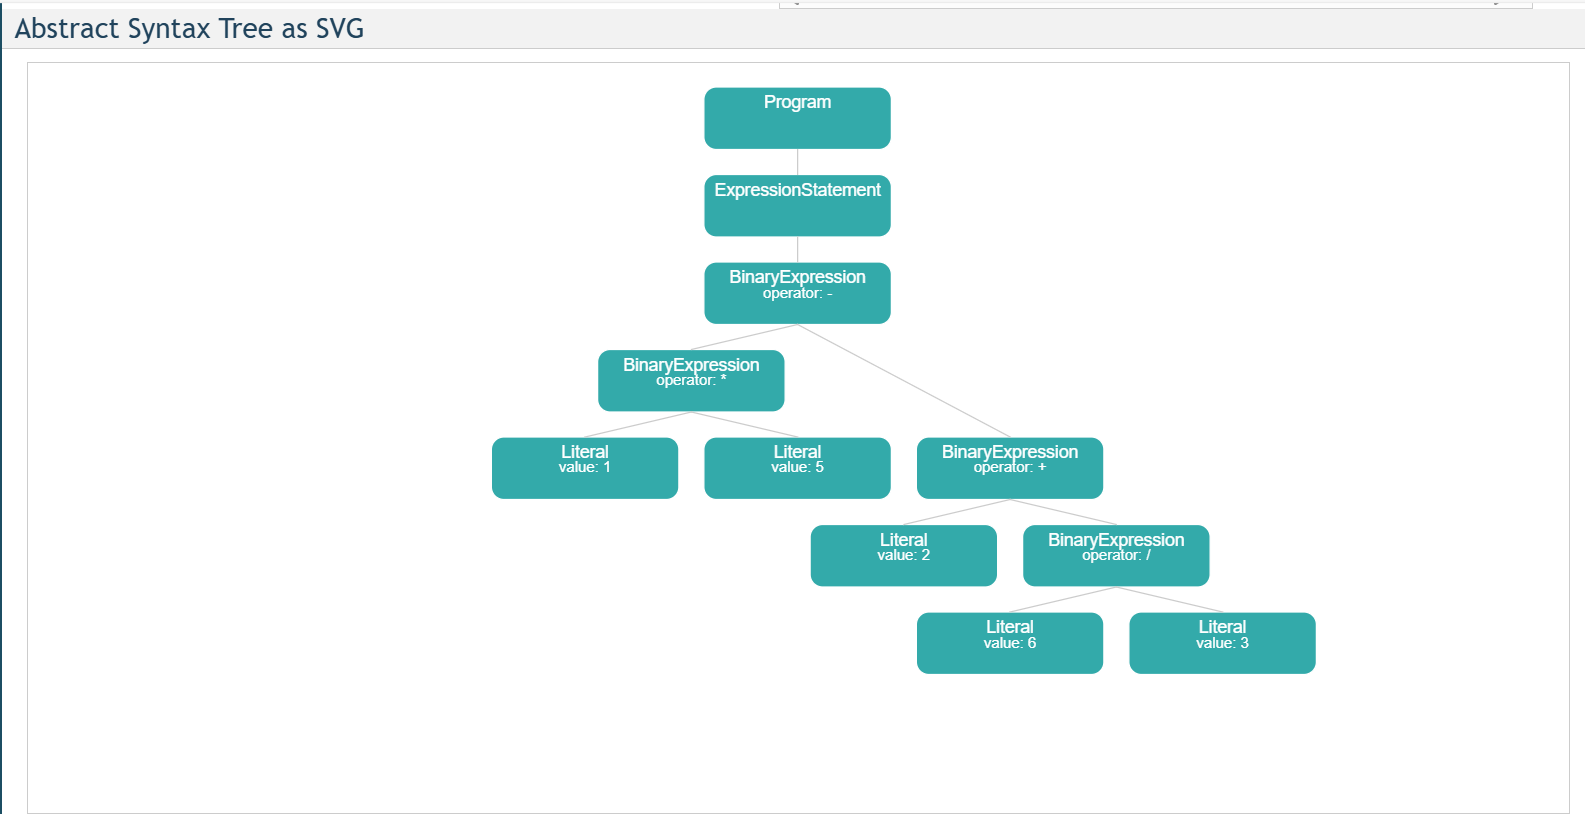 Abstract Syntax Tree as SVG
Program
ExpressionStatement
BinaryExpression
operator: -
BinaryExpression
operator: *
Literal
value: 1
Literal
value: 5
BinaryExpression
operator: +
Literal
value: 2
BinaryExpression
operator: /
Literal
value: 6
Literal
value: 3